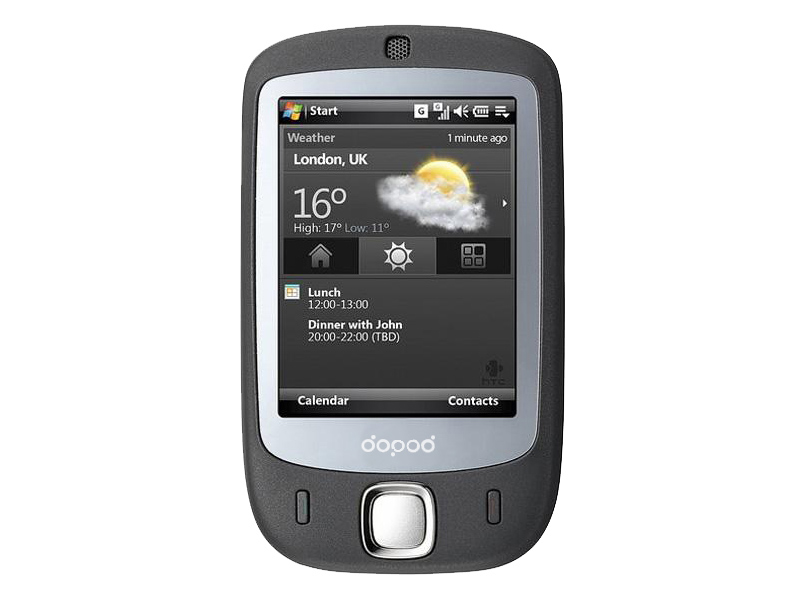 Start
G
G
Weather
1 minute ago
London, UK
16°
High: 17° Low: 11°
Lunch
12:00-13:00
Dinner with John
20:00-22:00 (TBD)
hTC
Calendar
Contacts
dopod